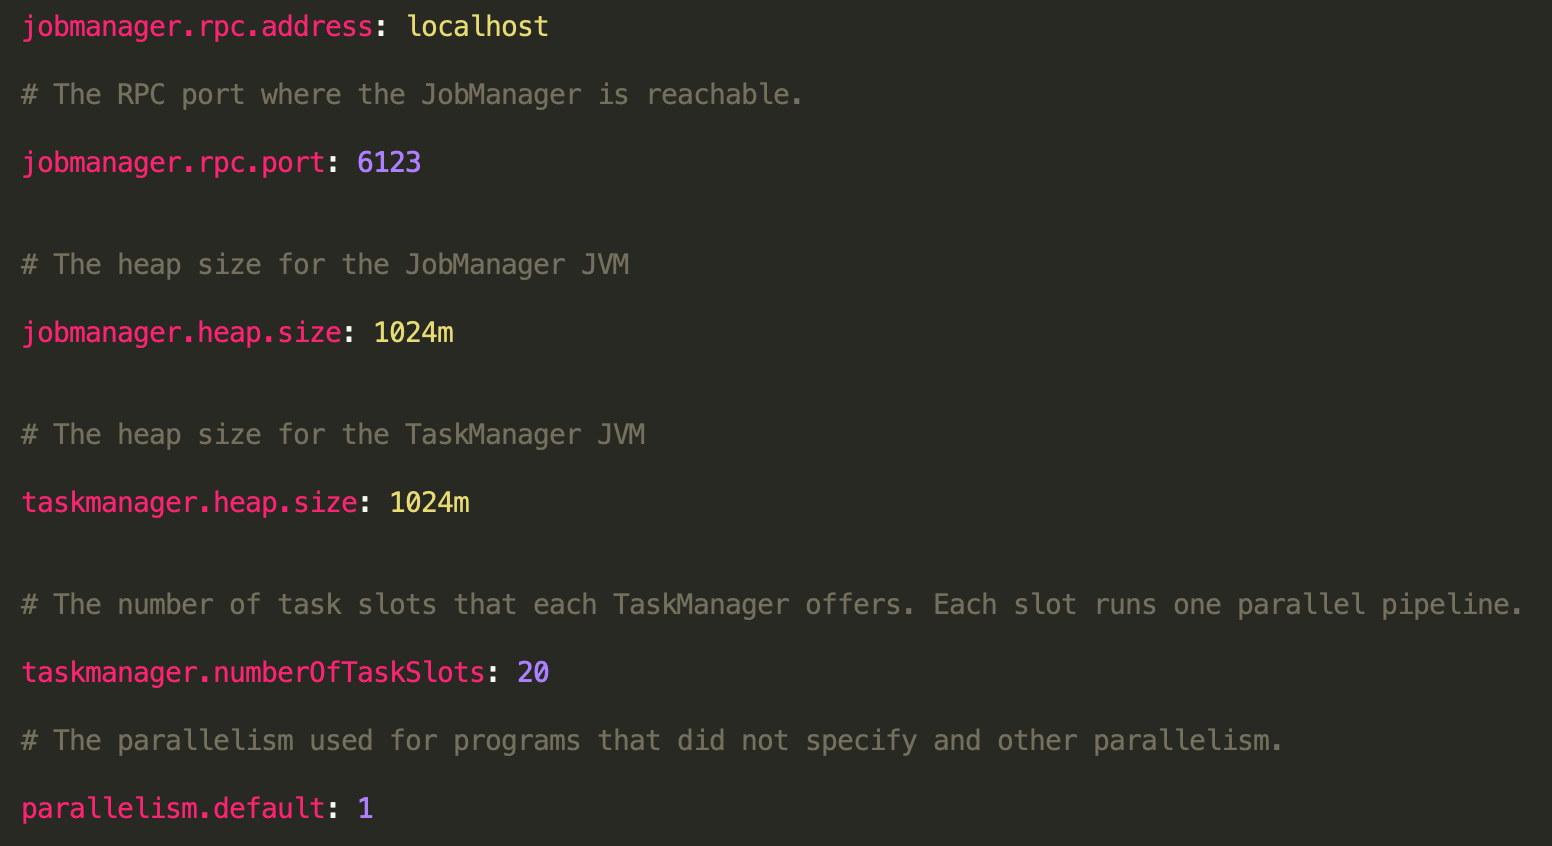 jobmanager.rpc.address: localhost
# The RPC port where the JobManager is reachable.
jobmanager.rpc.port: 6123
# The heap size for the JobManager JVM
jobmanager.heap.size: 1024m
# The heap size for the TaskManager JVM
taskmanager.heap.size: 1024m
# The number of task slots that each TaskManager offers. Each slot runs one parallel pipeline.
taskmanager.numberOfTaskSlots: 20
# The parallelism used for programs that did not specify and other parallelism.
parallelism.default: 1